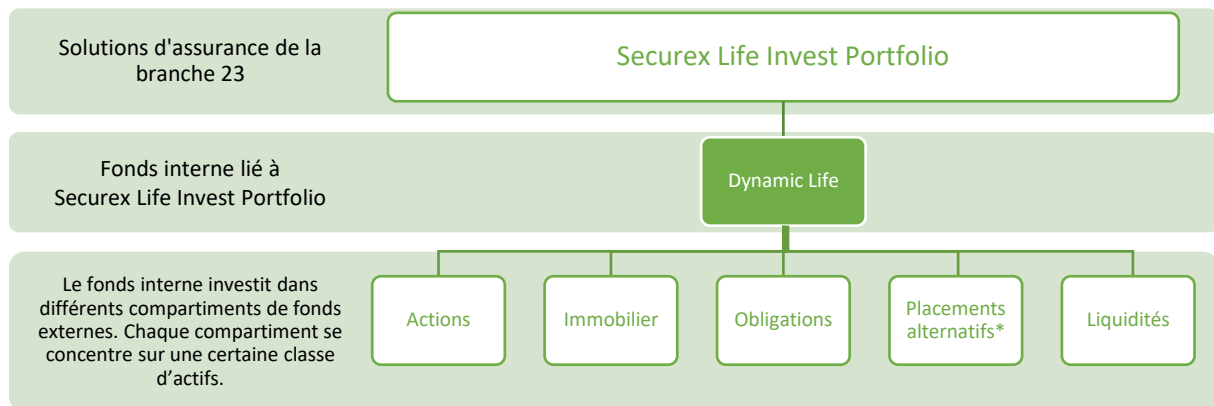 Solutions d'assurance de la
branche 23
Securex Life Invest Portfolio
Fonds interne lié à
Securex Life Invest Portfolio
Dynamic Life
Le fonds interne investit dans
différents compartiments de fonds
externes. Chaque compartiment se
concentre sur une certaine classe
d’actifs.
Actions
Immobilier
Obligations
Placements
alternatifs*
Liquidités